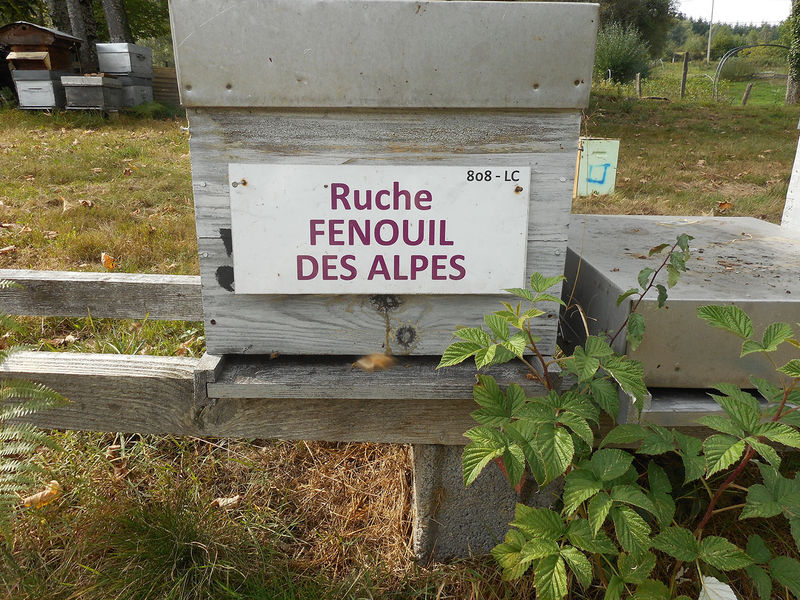 808 - LC
Ruche
FENOUIL
DES ALPES